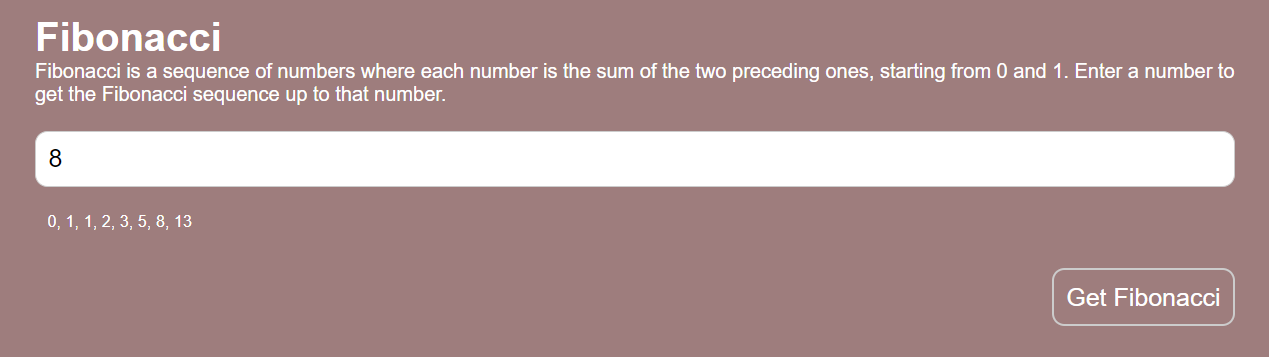 Fibonacci
Fibonacci is a sequence of numbers where each number is the sum of the two preceding ones, starting from 0 and 1. Enter a number to
get the Fibonacci sequence up to that number.
8
0, 1, 1, 2, 3, 5, 8, 13
Get Fibonacci